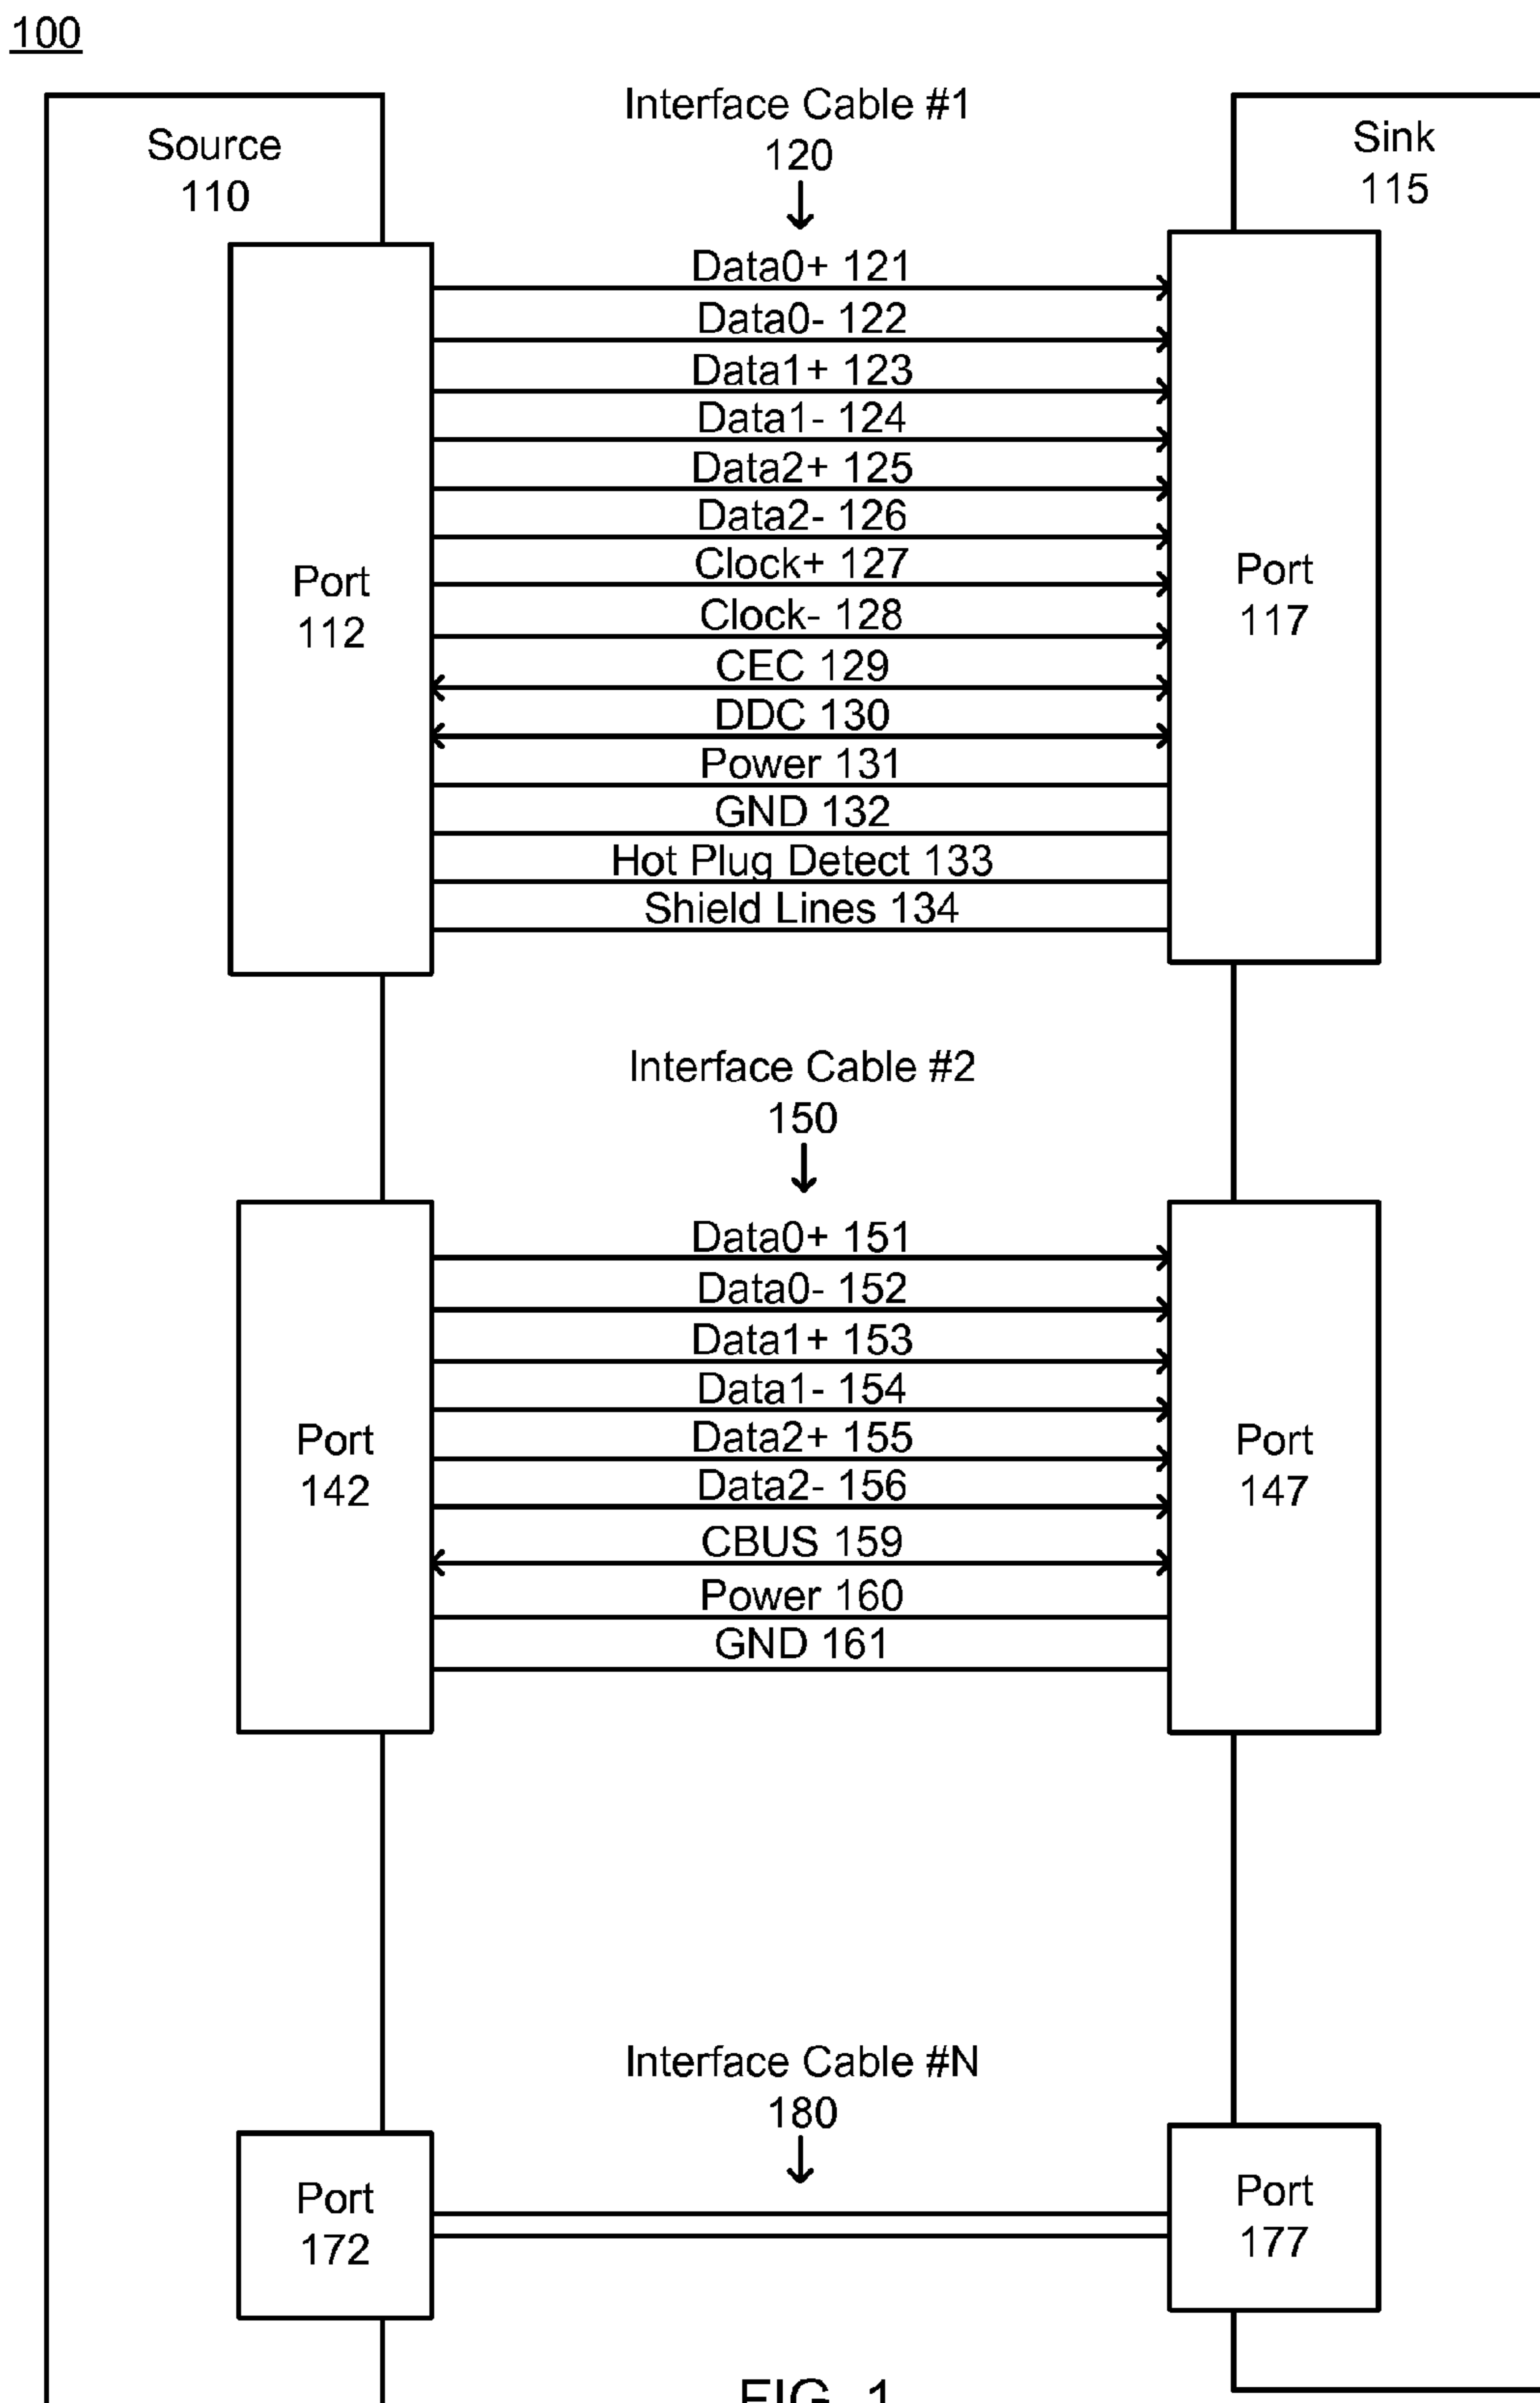 100
Source
110
Interface Cable #1
120
Sink
115
Data0+ 121
Data0- 122
Data1+ 123
Data1- 124
Data2+ 125
Data2- 126
Clock+ 127
Clock- 128
CEC 129
DDC 130
Power 131
GND 132
Hot Plug Detect 133
Shield Lines 134
Port
112
Port
117
Interface Cable #2
150
Data0+ 151
Data0- 152
Data1+ 153
Data1- 154
Data2+ 155
Data2- 156
CBUS 159
Power 160
GND 161
Port
142
Port
147
Interface Cable #N
180
Port
172
Port
177
FIG. 1